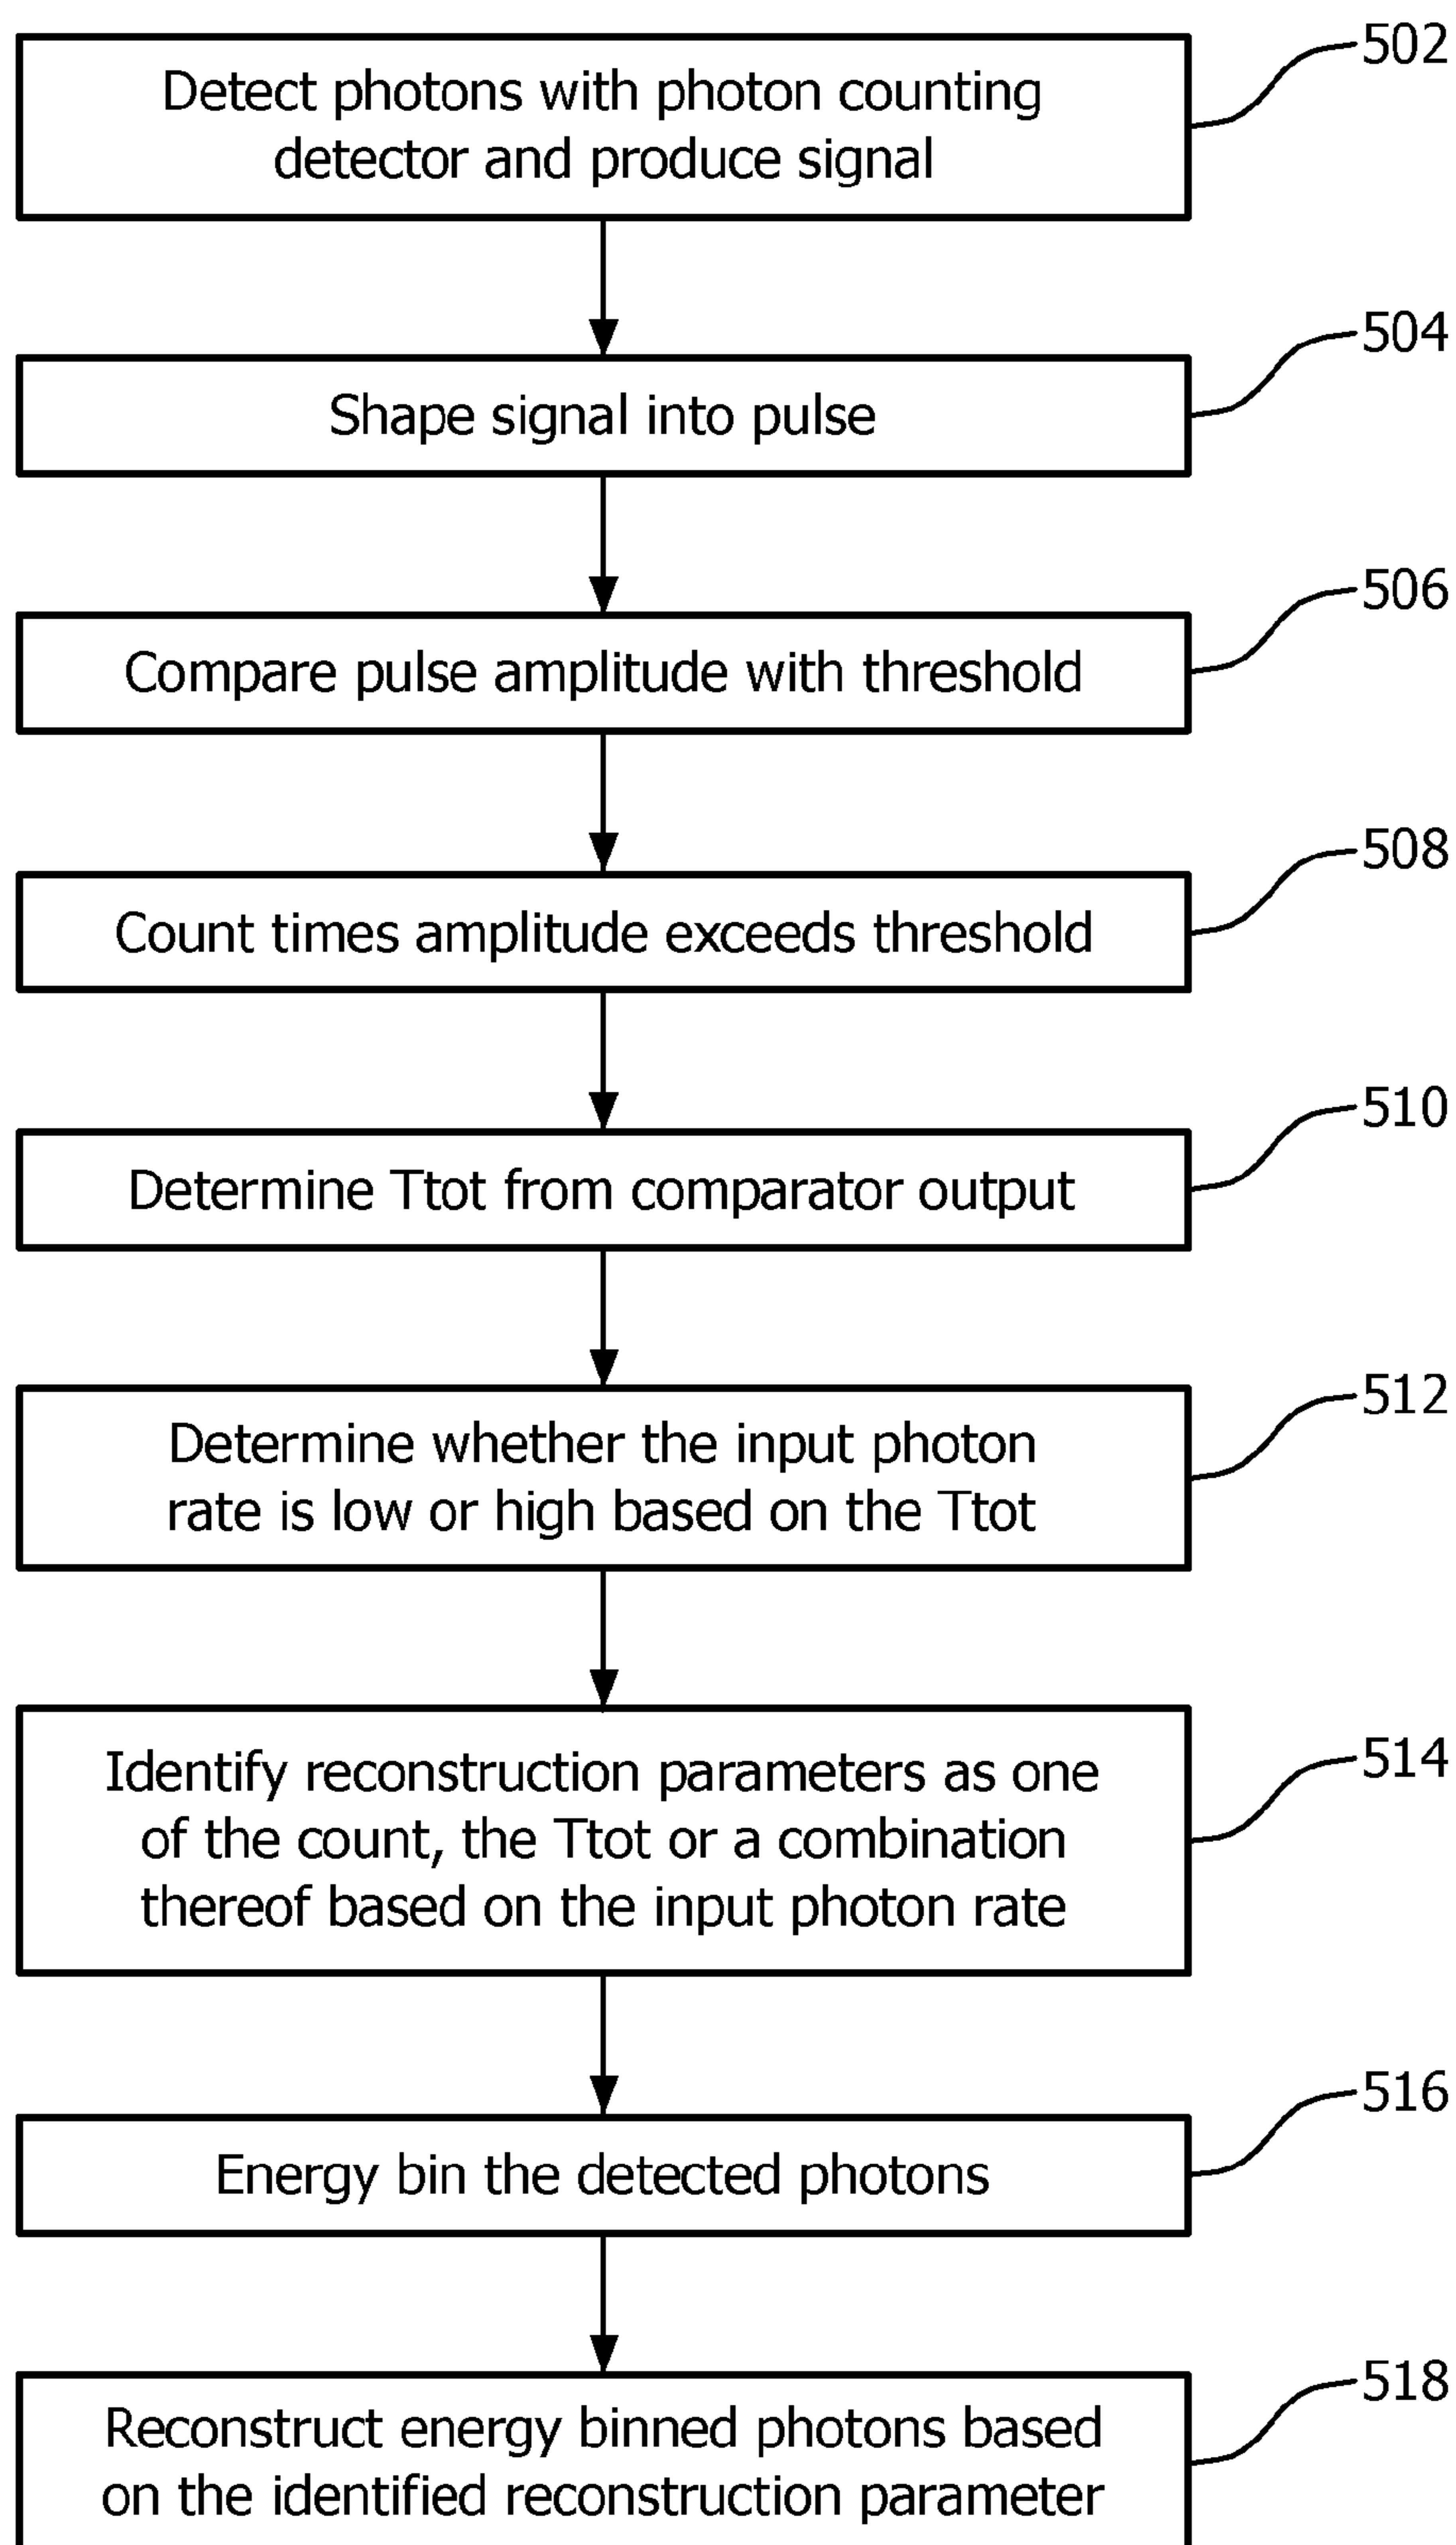 502
Detect photons with photon counting
detector and produce signal
504
Shape signal into pulse
506
Compare pulse amplitude with threshold
508
Count times amplitude exceeds threshold
510
Determine Ttot from comparator output
512
Determine whether the input photon
rate is low or high based on the Ttot
514
Identify reconstruction parameters as one
of the count, the Ttot or a combination
thereof based on the input photon rate
516
Energy bin the detected photons
518
Reconstruct energy binned photons based
on the identified reconstruction parameter